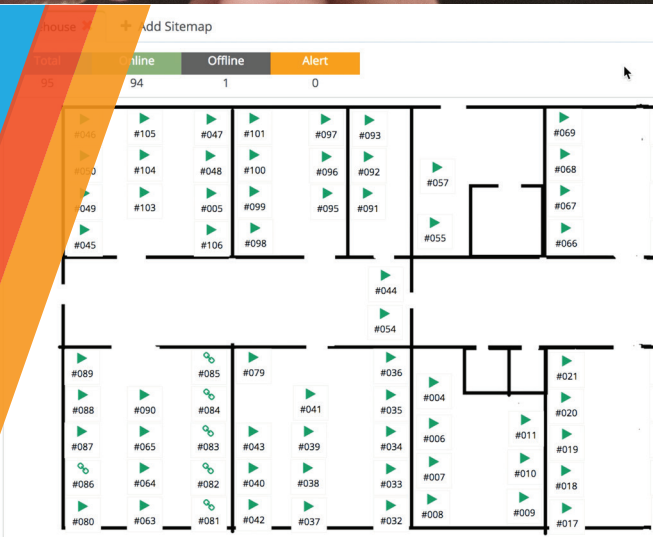 house + Add Sitemap
Total Online Offline Alert
95 94 1 0
#046 #105 #047 #101 #097 #093 #069
#050 #104 #048 #100 #096 #092 #057 #068
#049 #103 #005 #099 #095 #091 #067
#045 #106 #098 #055 #066
#044
#054
#089 #085 #079 #036 #021
#088 #090 #084 #041 #035 #004 #020
#087 #065 #083 #043 #039 #034 #006 #011 #019
#086 #064 #082 #040 #038 #033 #007 #010 #018
#080 #063 #081 #042 #037 #032 #008 #009 #017